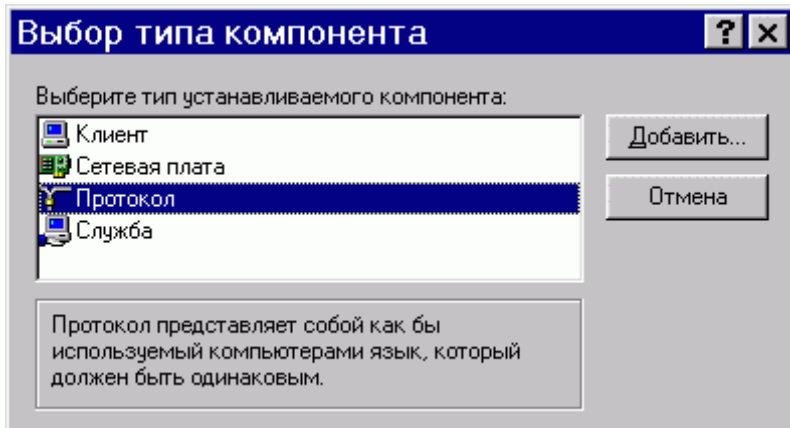 Выбор типа компонента
Выберите тип устанавливаемого компонента:
Клиент
Сетевая плата
Протокол
Служба
Добавить...
Отмена
Протокол представляет собой как бы
используемый компьютерами язык, который
должен быть одинаковым.